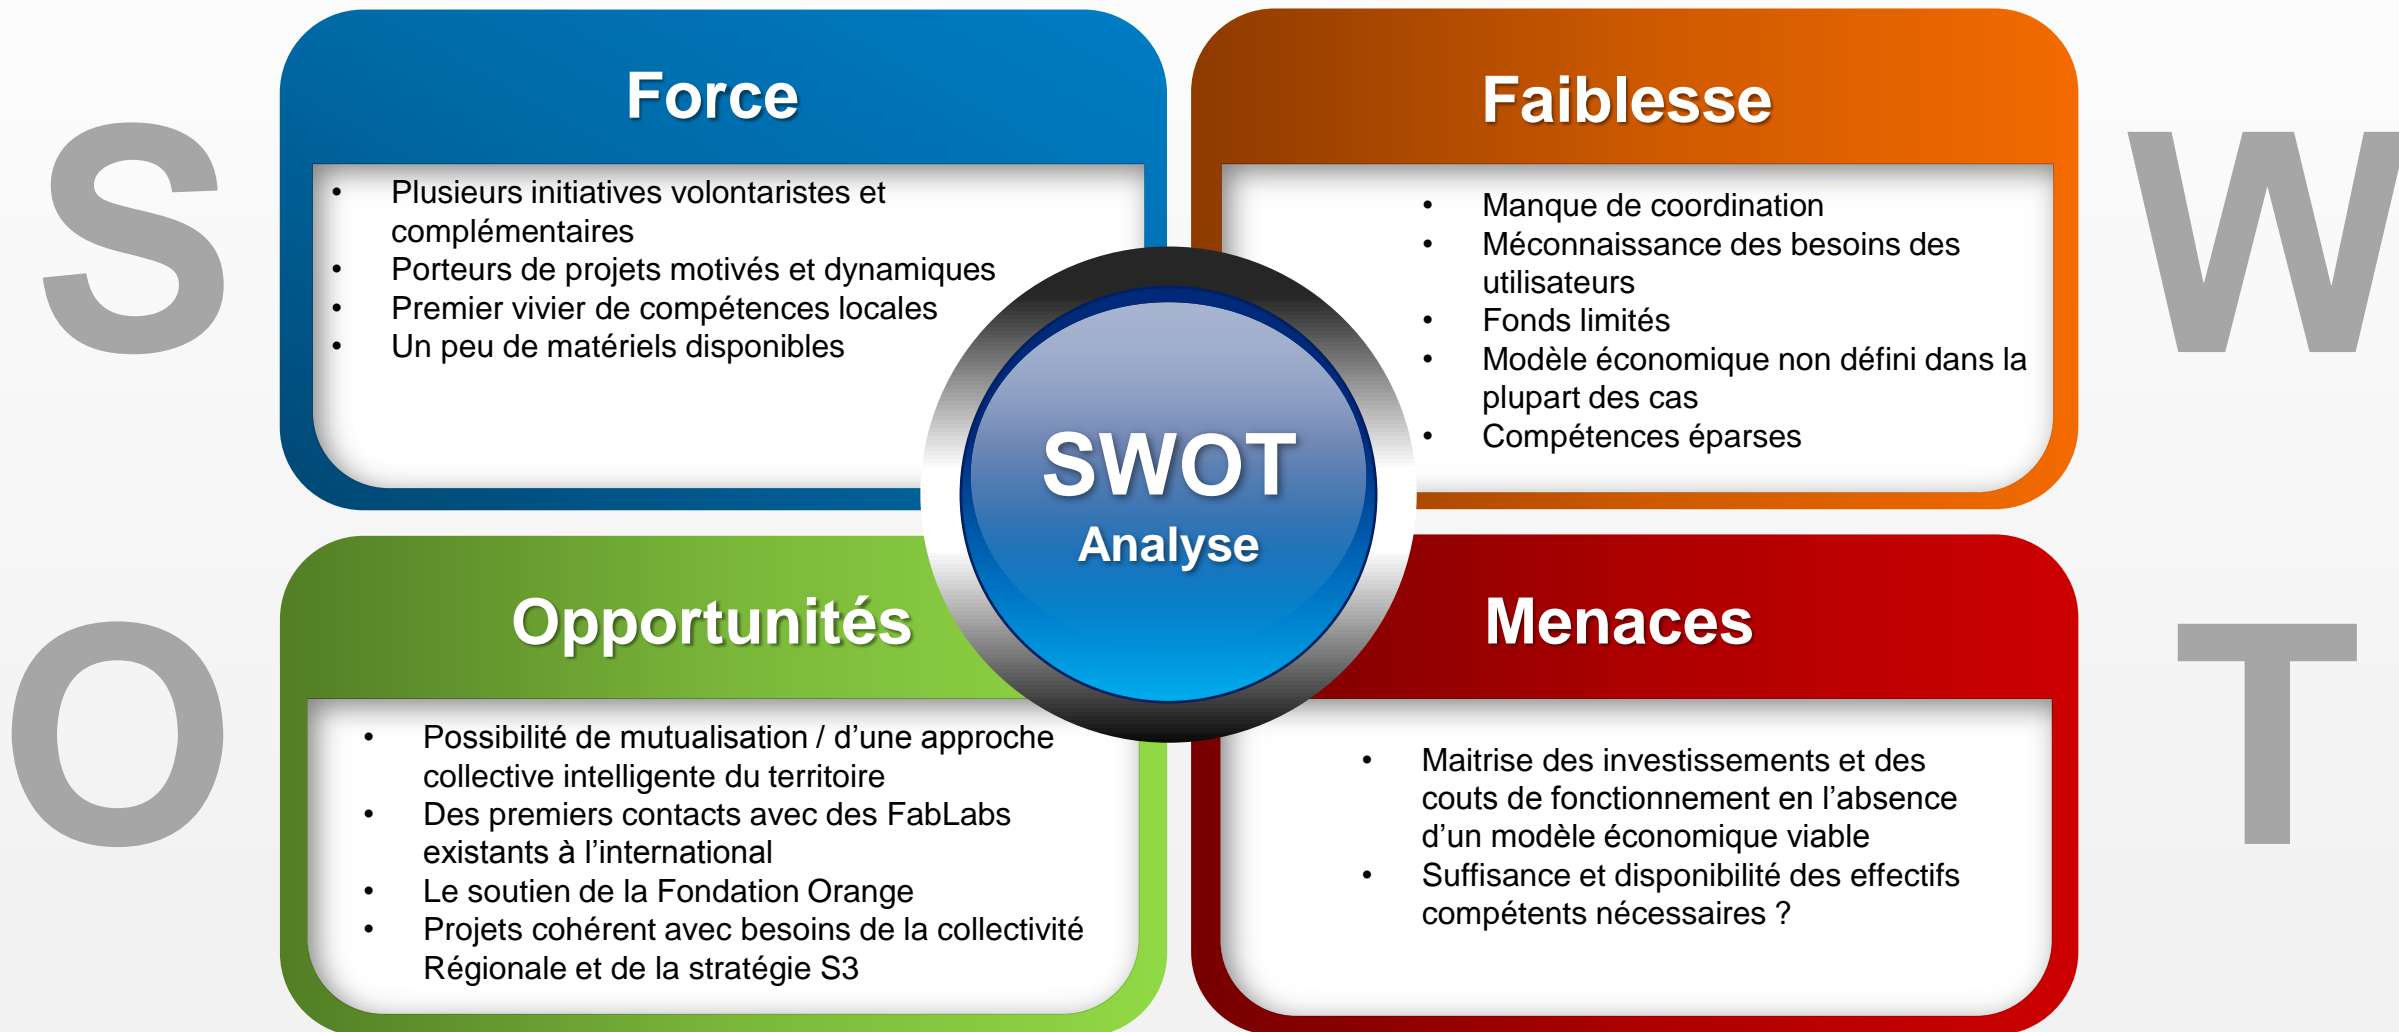 S
Force
• Plusieurs initiatives volontaristes et
complémentaires
• Porteurs de projets motivés et dynamiques
• Premier vivier de compétences locales
• Un peu de matériels disponibles
Faiblesse
• Manque de coordination
• Méconnaissance des besoins des
utilisateurs
• Fonds limités
• Modèle économique non défini dans la
plupart des cas
• Compétences éparses
W
SWOT
Analyse
O
Opportunités
• Possibilité de mutualisation / d’une approche
collective intelligente du territoire
• Des premiers contacts avec des FabLabs
existants à l’international
• Le soutien de la Fondation Orange
• Projets cohérent avec besoins de la collectivité
Régionale et de la stratégie S3
Menaces
• Maitrise des investissements et des
couts de fonctionnement en l’absence
d’un modèle économique viable
• Suffisance et disponibilité des effectifs
compétents nécessaires ?
T